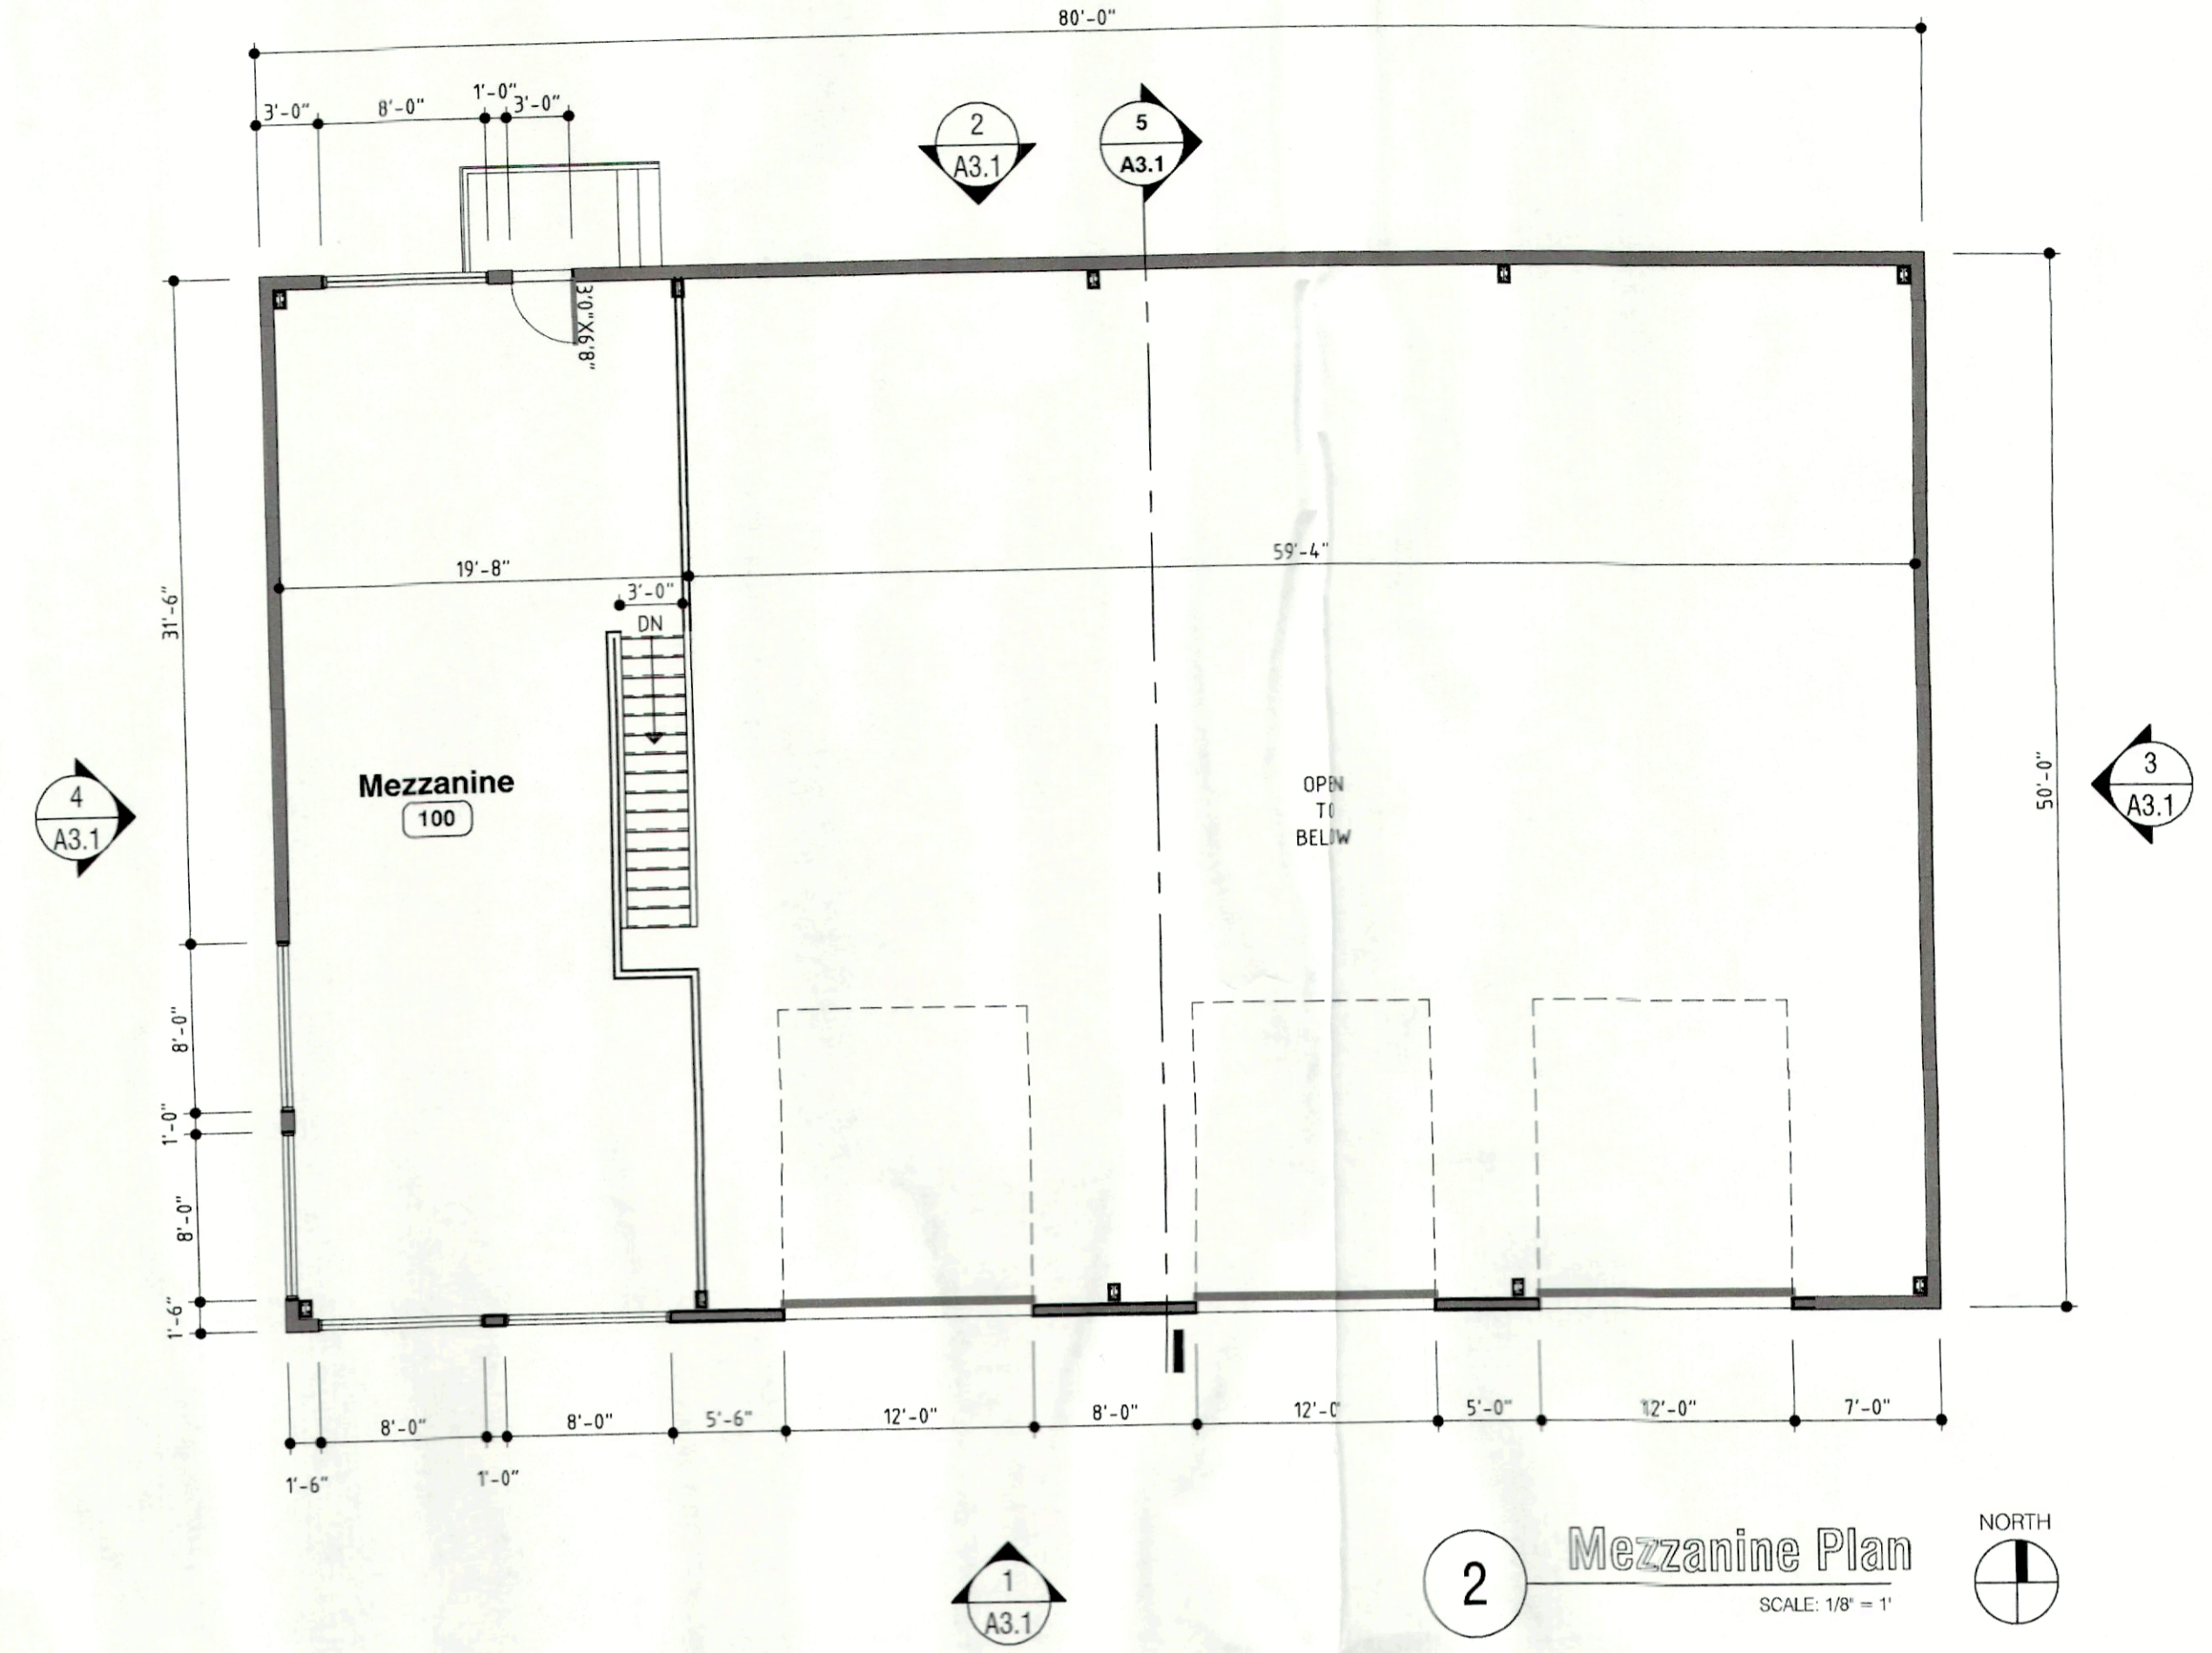 80'-0"
3'-0"
8'-0"
1'-0"
3'-0"
2
A3.1
5
A3.1
3'0"X6'8"
31'-6"
19'-8"
59'-4"
3'-0"
DN
Mezzanine
100
OPEN
TO
BELOW
4
A3.1
3
A3.1
50'-0"
8'-0"
1'-0"
8'-0"
1'-6"
1'-6"
8'-0"
1'-0"
8'-0"
5'-6"
12'-0"
8'-0"
12'-0"
5'-0"
12'-0"
7'-0"
1
A3.1
2
Mezzanine Plan
SCALE: 1/8" = 1'
NORTH